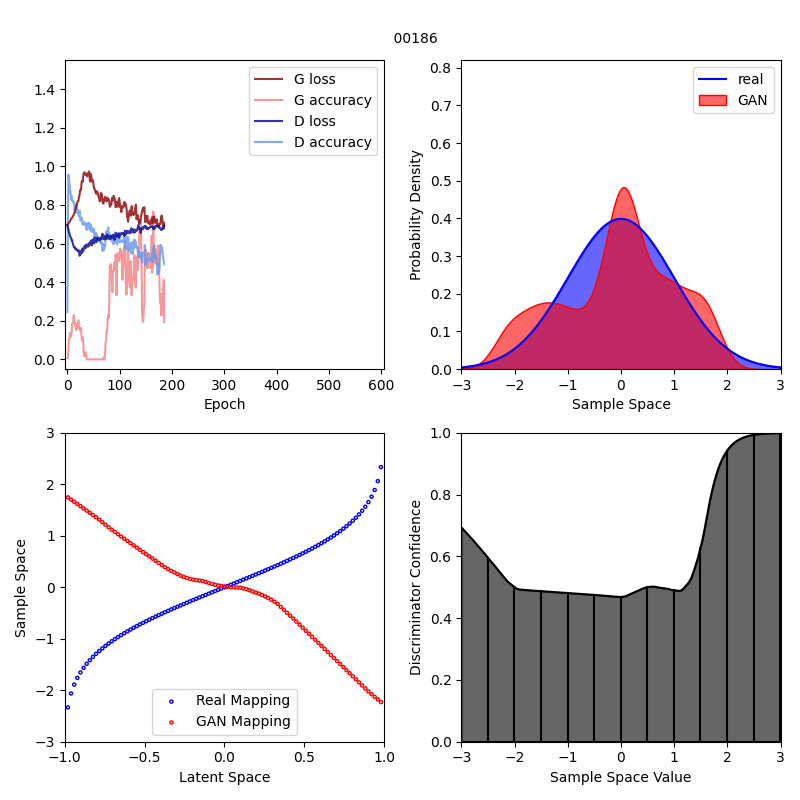 00186
G loss
G accuracy
D loss
D accuracy
0.0
0.2
0.4
0.6
0.8
1.0
1.2
1.4
0 100 200 300 400 500 600
Epoch
real
GAN
Probability Density
0.0
0.1
0.2
0.3
0.4
0.5
0.6
0.7
0.8
−3 −2 −1 0 1 2 3
Sample Space
Sample Space
3
2
1
0
−1
−2
−3
Real Mapping
GAN Mapping
−1.0 −0.5 0.0 0.5 1.0
Latent Space
Discriminator Confidence
1.0
0.8
0.6
0.4
0.2
0.0
−3 −2 −1 0 1 2 3
Sample Space Value